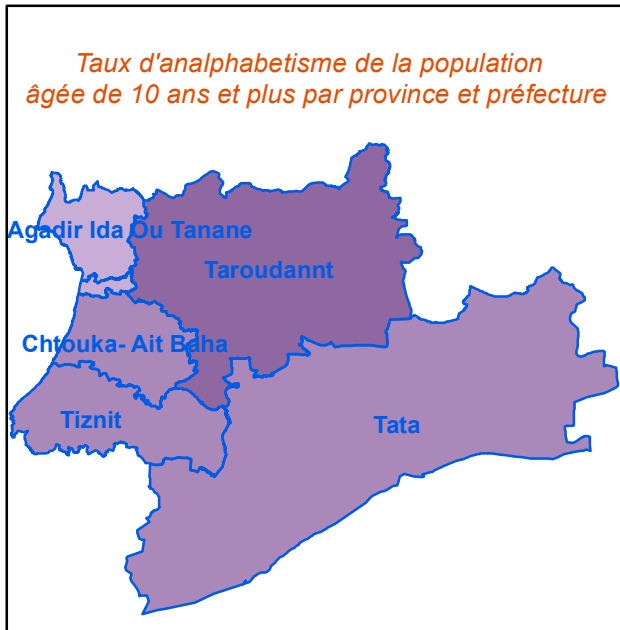 Taux d'analphabetisme de la population
âgée de 10 ans et plus par province et préfecture
Agadir Ida Ou Tanane
Taroudannt
Chtouka- Ait Baha
Tiznit
Tata